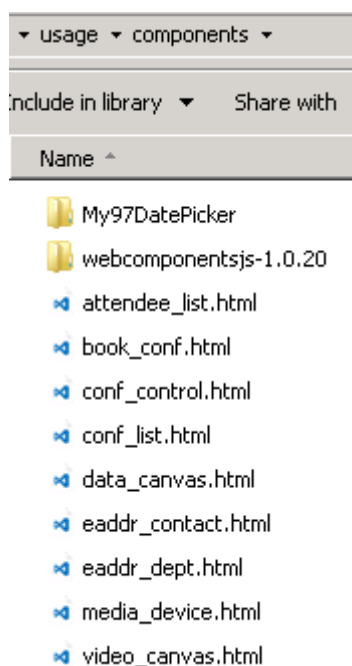 usage components
Include in library Share with
Name
My97DatePicker
webcomponentsjs-1.0.20
attendee_list.html
book_conf.html
conf_control.html
conf_list.html
data_canvas.html
eaddr_contact.html
eaddr_dept.html
media_device.html
video_canvas.html